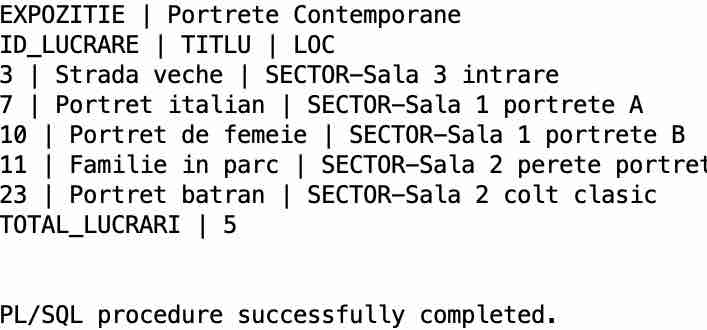 EXPOZITIE | Portrete Contemporane
ID_LUCRARE | TITLU | LOC
3 | Strada veche | SECTOR-Sala 3 intrare
7 | Portret italian | SECTOR-Sala 1 portrete A
10 | Portret de femeie | SECTOR-Sala 1 portrete B
11 | Familie in parc | SECTOR-Sala 2 perete portret
23 | Portret batran | SECTOR-Sala 2 colt clasic
TOTAL_LUCRARI | 5
PL/SQL procedure successfully completed.